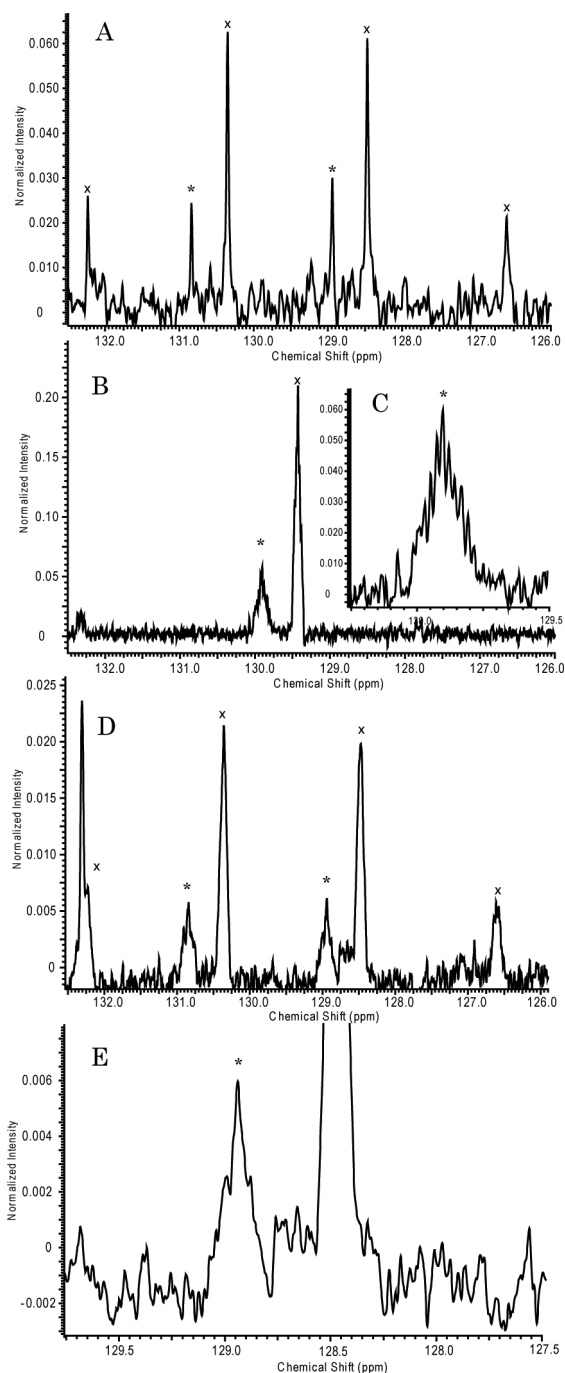 A
x
x
x
*
*
x
0.060
0.050
0.040
0.030
0.020
0.010
0
Normalized Intensity
132.0 131.0 130.0 129.0 128.0 127.0 126.0
Chemical Shift (ppm)
B
x
*
0.20
0.15
0.10
0.05
0
Normalized Intensity
132.0 131.0 130.0 129.0 128.0 127.0 126.0
Chemical Shift (ppm)
C
*
0.060
0.050
0.040
0.030
0.020
0.010
0
129.5
D
x
x
x
*
*
x
0.025
0.020
0.015
0.010
0.005
0
Normalized Intensity
132.0 131.0 130.0 129.0 128.0 127.0 126.0
Chemical Shift (ppm)
E
*
0.006
0.004
0.002
0
-0.002
Normalized Intensity
129.5 129.0 128.5 128.0 127.5
Chemical Shift (ppm)